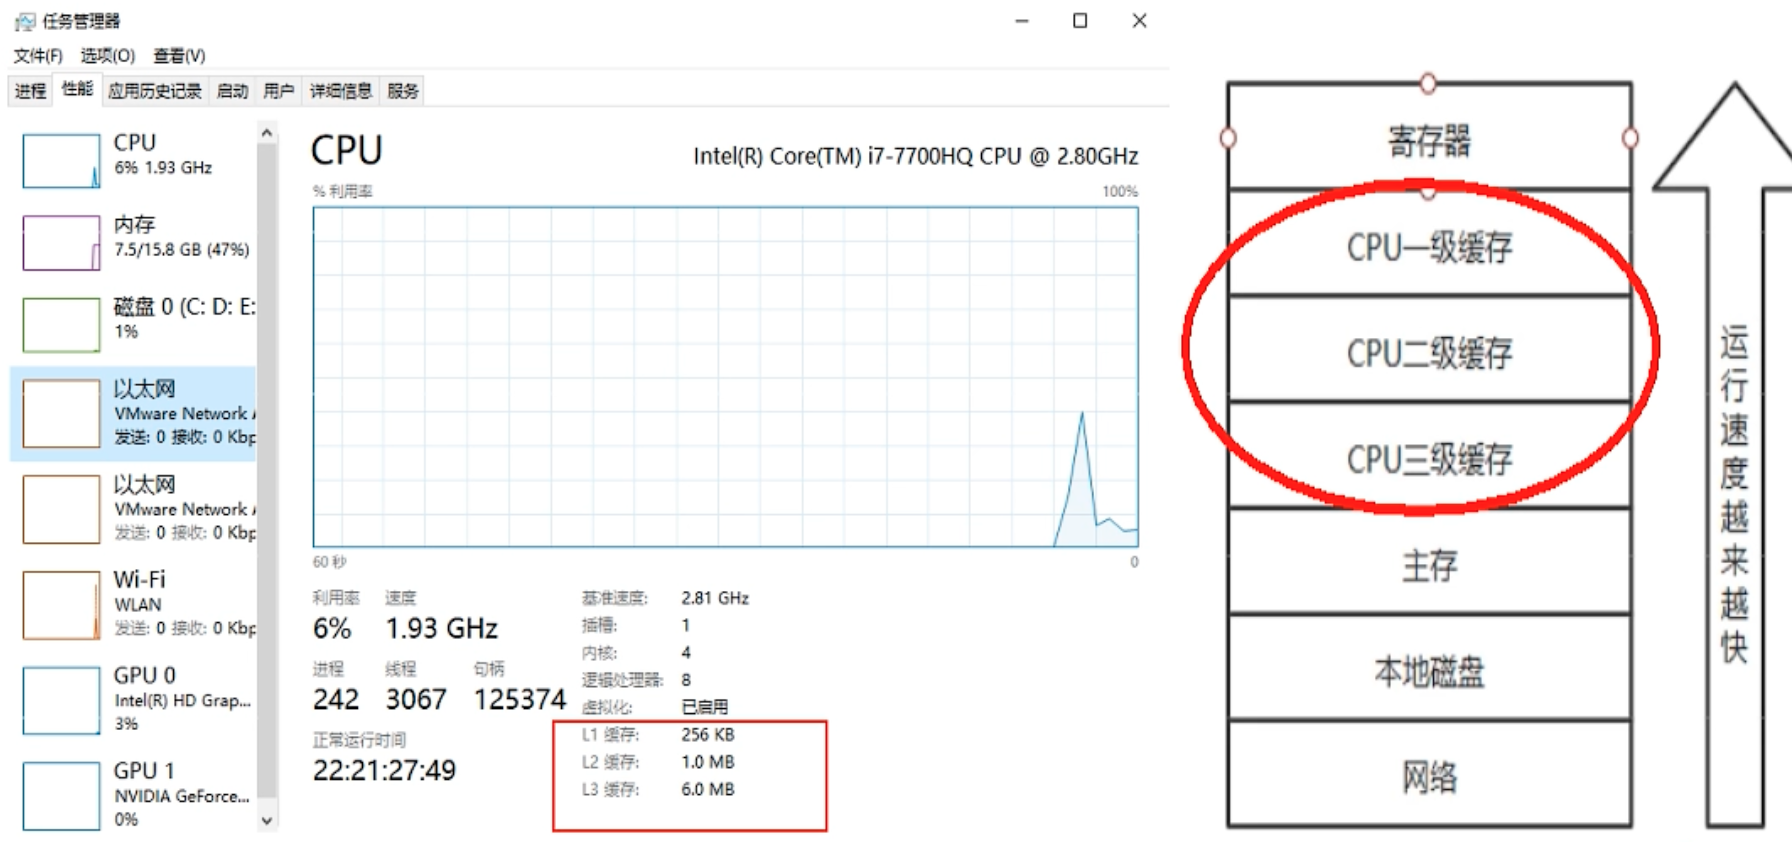 任务管理器
文件(F) 选项(O) 查看(V)
进程 性能 应用历史记录 启动 用户 详细信息 服务
CPU
6% 1.93 GHz
内存
7.5/15.8 GB (47%)
磁盘 0 (C: D: E:
1%
以太网
VMware Network
发送: 0 接收: 0 Kbp
以太网
VMware Network
发送: 0 接收: 0 Kbp
Wi-Fi
WLAN
发送: 0 接收: 0 Kbp
GPU 0
Intel(R) HD Grap...
3%
GPU 1
NVIDIA GeForce...
0%
CPU
Intel(R) Core(TM) i7-7700HQ CPU @ 2.80GHz
% 利用率 100%
60 秒 0
利用率 速度
6% 1.93 GHz
进程 线程 句柄
242 3067 125374
正常运行时间
22:21:27:49
基准速度: 2.81 GHz
插槽: 1
内核: 4
逻辑处理器: 8
虚拟化: 已启用
L1 缓存: 256 KB
L2 缓存: 1.0 MB
L3 缓存: 6.0 MB
寄存器
CPU一级缓存
CPU二级缓存
CPU三级缓存
主存
本地磁盘
网络
运行速度越来越快